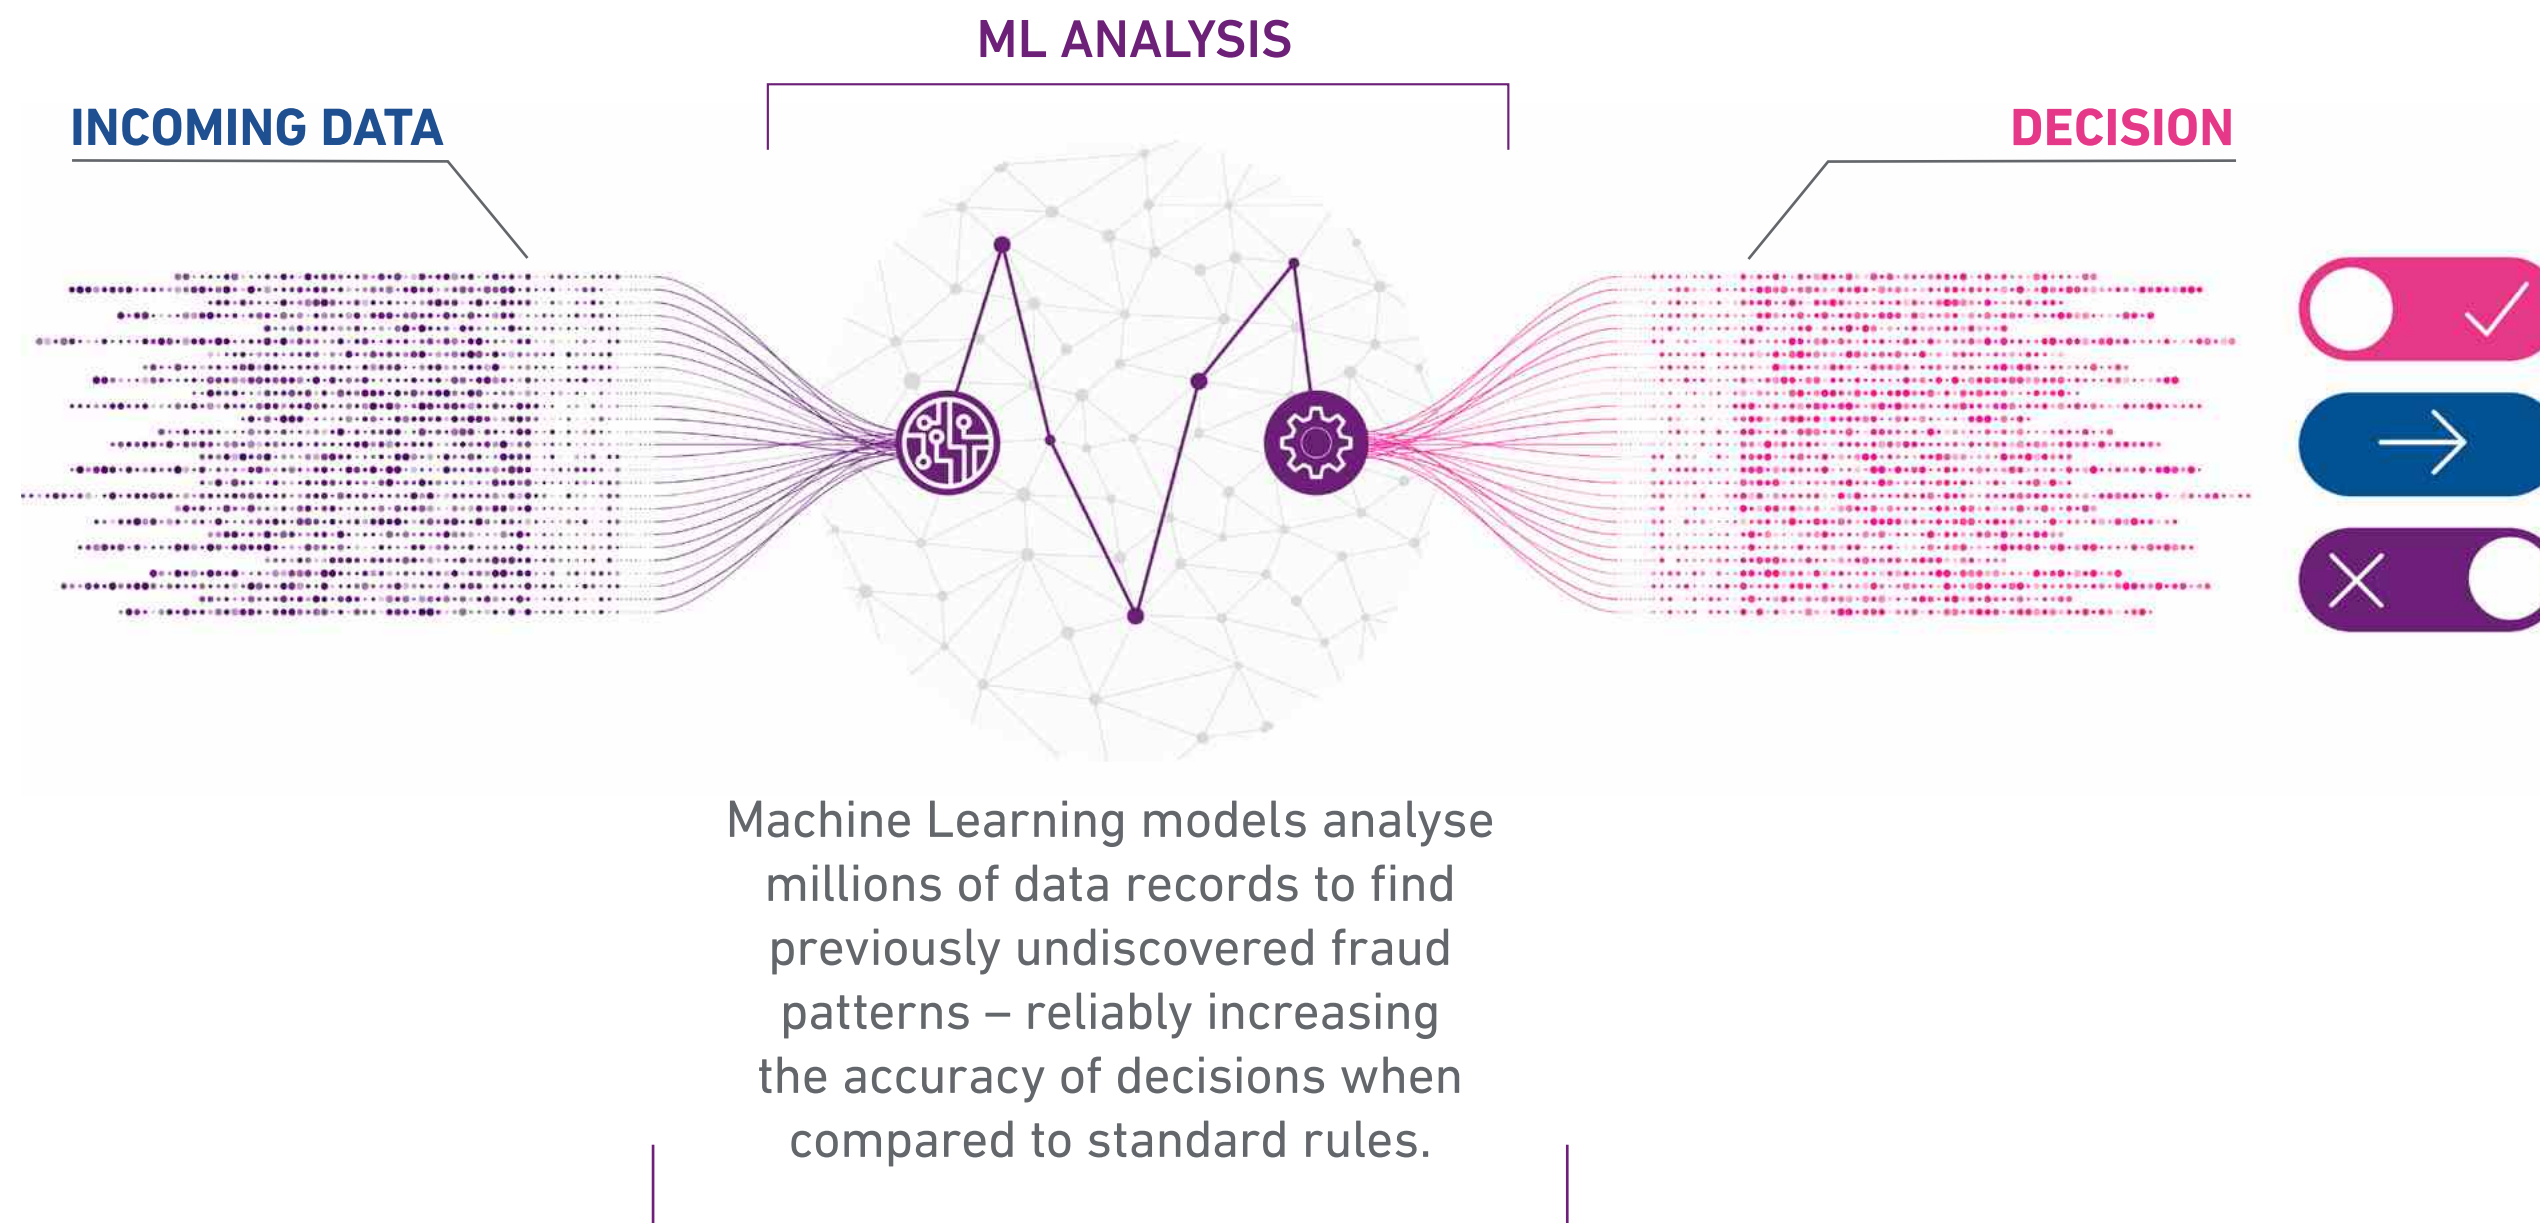 ML ANALYSIS
INCOMING DATA
DECISION
Machine Learning models analyse
millions of data records to find
previously undiscovered fraud
patterns – reliably increasing
the accuracy of decisions when
compared to standard rules.